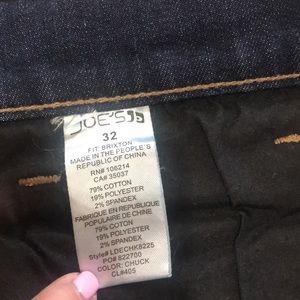 JOE'S
32
FIT: BRIXTON
MADE IN THE PEOPLE'S
REPUBLIC OF CHINA
RN# 106214
CA# 35037
79% COTTON
19% POLYESTER
2% SPANDEX
FABRIQUE EN REPUBLIQUE
POPULAIRE DE CHINE
79% COTON
19% POLYESTER
2% SPANDEX
Style# LDECHK8225
PO# 822700
COLOR: CHUCK
CL#405